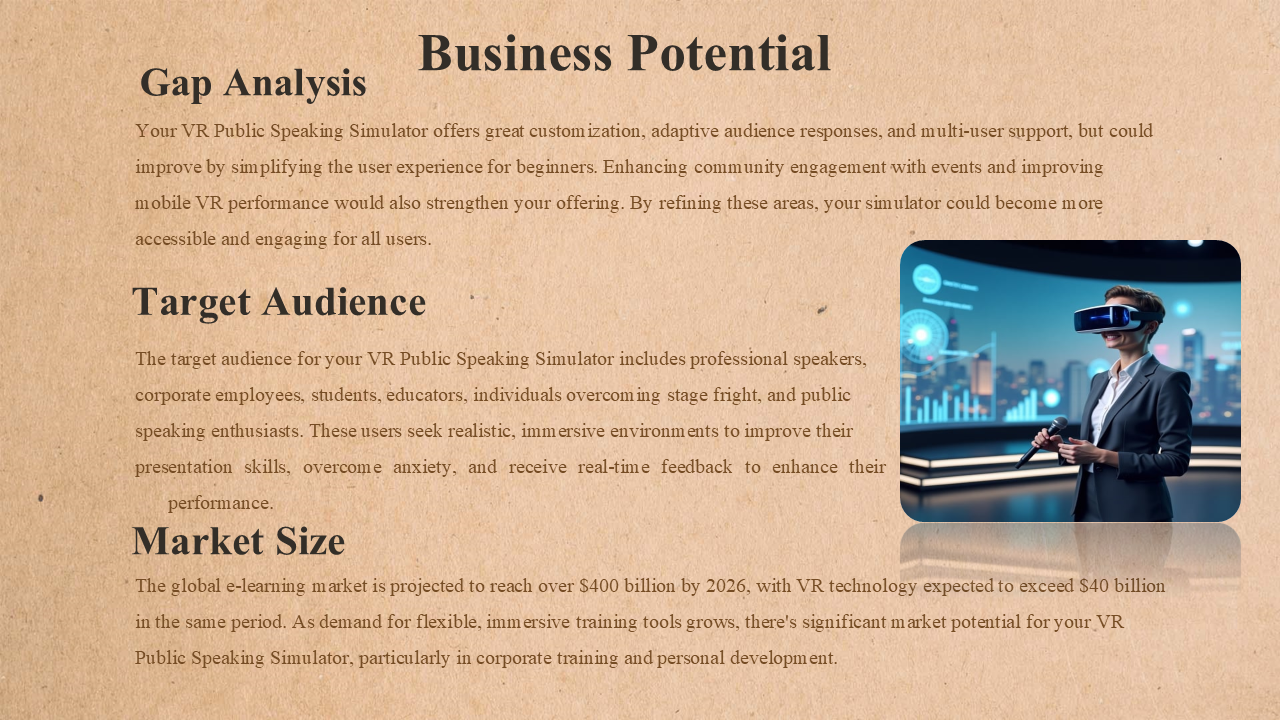 Business Potential
Gap Analysis
Your VR Public Speaking Simulator offers great customization, adaptive audience responses, and multi-user support, but could
improve by simplifying the user experience for beginners. Enhancing community engagement with events and improving
mobile VR performance would also strengthen your offering. By refining these areas, your simulator could become more
accessible and engaging for all users.
Target Audience
The target audience for your VR Public Speaking Simulator includes professional speakers,
corporate employees, students, educators, individuals overcoming stage fright, and public
speaking enthusiasts. These users seek realistic, immersive environments to improve their
presentation skills, overcome anxiety, and receive real-time feedback to enhance their
performance.
Market Size
The global e-learning market is projected to reach over $400 billion by 2026, with VR technology expected to exceed $40 billion
in the same period. As demand for flexible, immersive training tools grows, there's significant market potential for your VR
Public Speaking Simulator, particularly in corporate training and personal development.